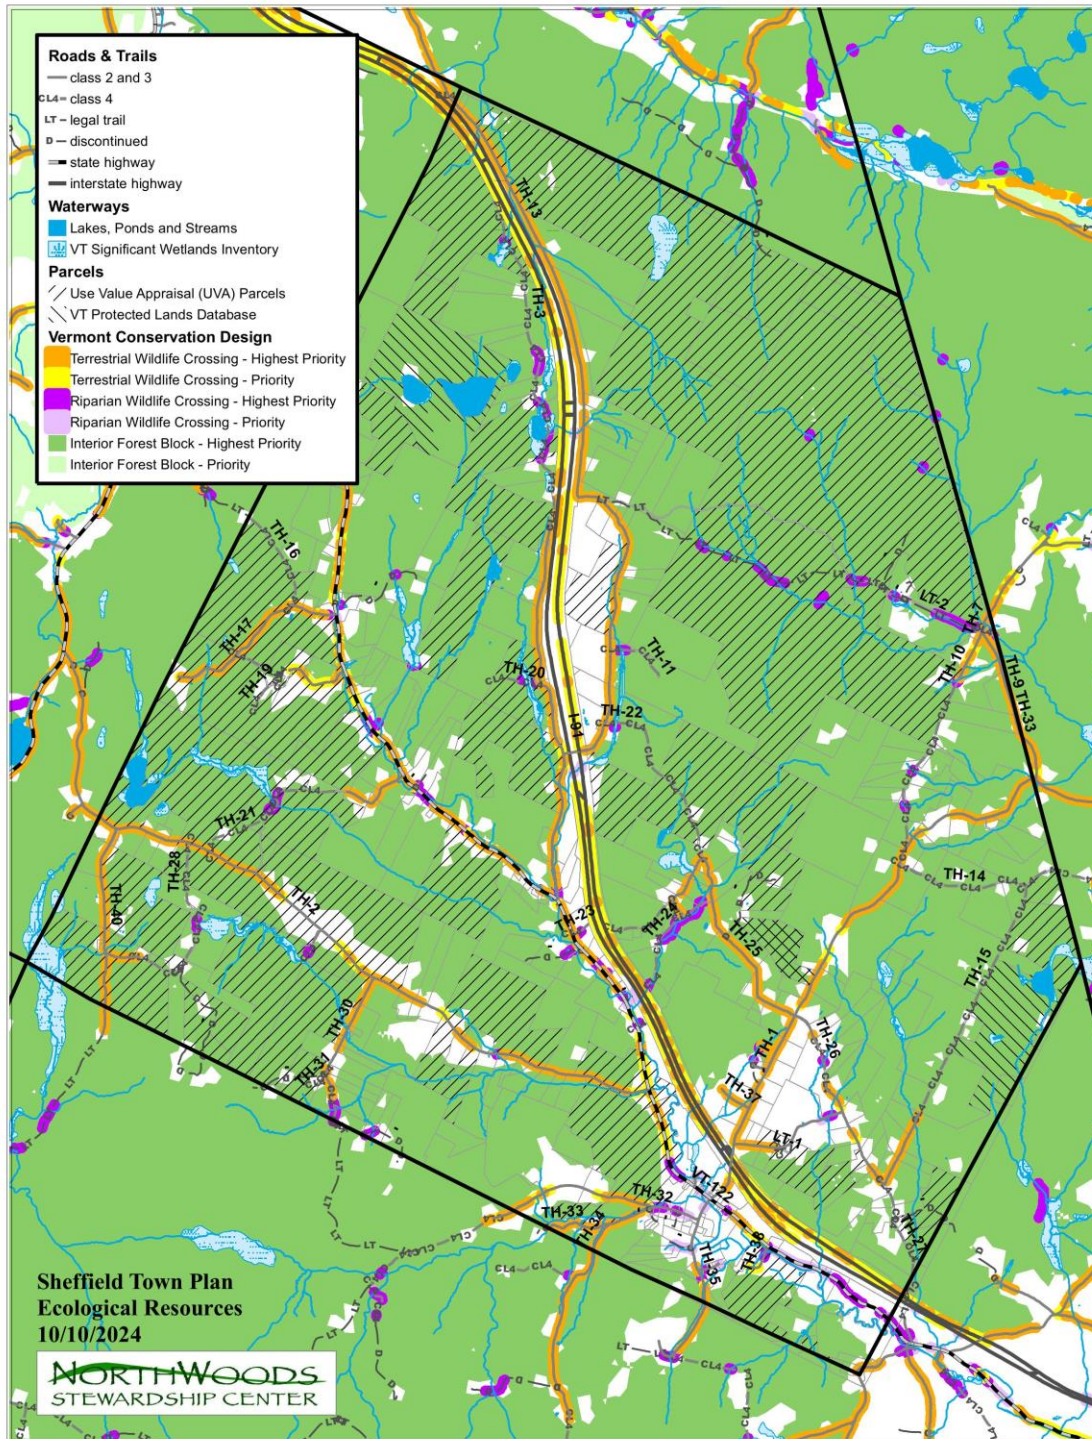 Roads & Trails
class 2 and 3
CL4 class 4
LT legal trail
D discontinued
state highway
interstate highway
Waterways
Lakes, Ponds and Streams
VT Significant Wetlands Inventory
Parcels
Use Value Appraisal (UVA) Parcels
VT Protected Lands Database
Vermont Conservation Design
Terrestrial Wildlife Crossing - Highest Priority
Terrestrial Wildlife Crossing - Priority
Riparian Wildlife Crossing - Highest Priority
Riparian Wildlife Crossing - Priority
Interior Forest Block - Highest Priority
Interior Forest Block - Priority
TH-13
TH-3
TH-16
TH-17
TH-19
TH-20
TH-11
TH-22
I-91
LT-2
TH-7
TH-10
TH-9
TH-33
TH-21
TH-28
TH-2
TH-40
TH-23
TH-24
TH-25
TH-14
TH-15
TH-30
TH-31
TH-1
TH-26
TH-37
LT-1
VT-122
TH-32
TH-33
TH-34
TH-35
TH-36
TH-27
Sheffield Town Plan
Ecological Resources
10/10/2024
NORTHWOODS
STEWARDSHIP CENTER